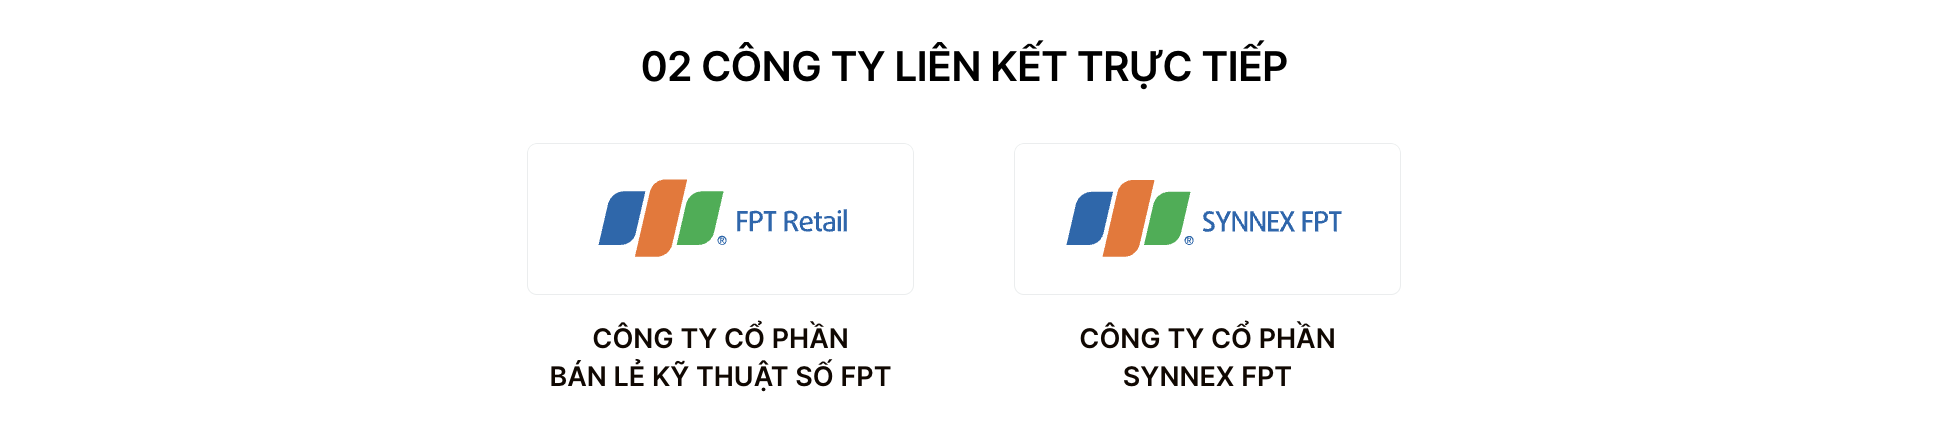 02 CÔNG TY LIÊN KẾT TRỰC TIẾP
FPT Retail
®
SYNNEX FPT
®
CÔNG TY CỔ PHẦN
BÁN LẺ KỸ THUẬT SỐ FPT
CÔNG TY CỔ PHẦN
SYNNEX FPT